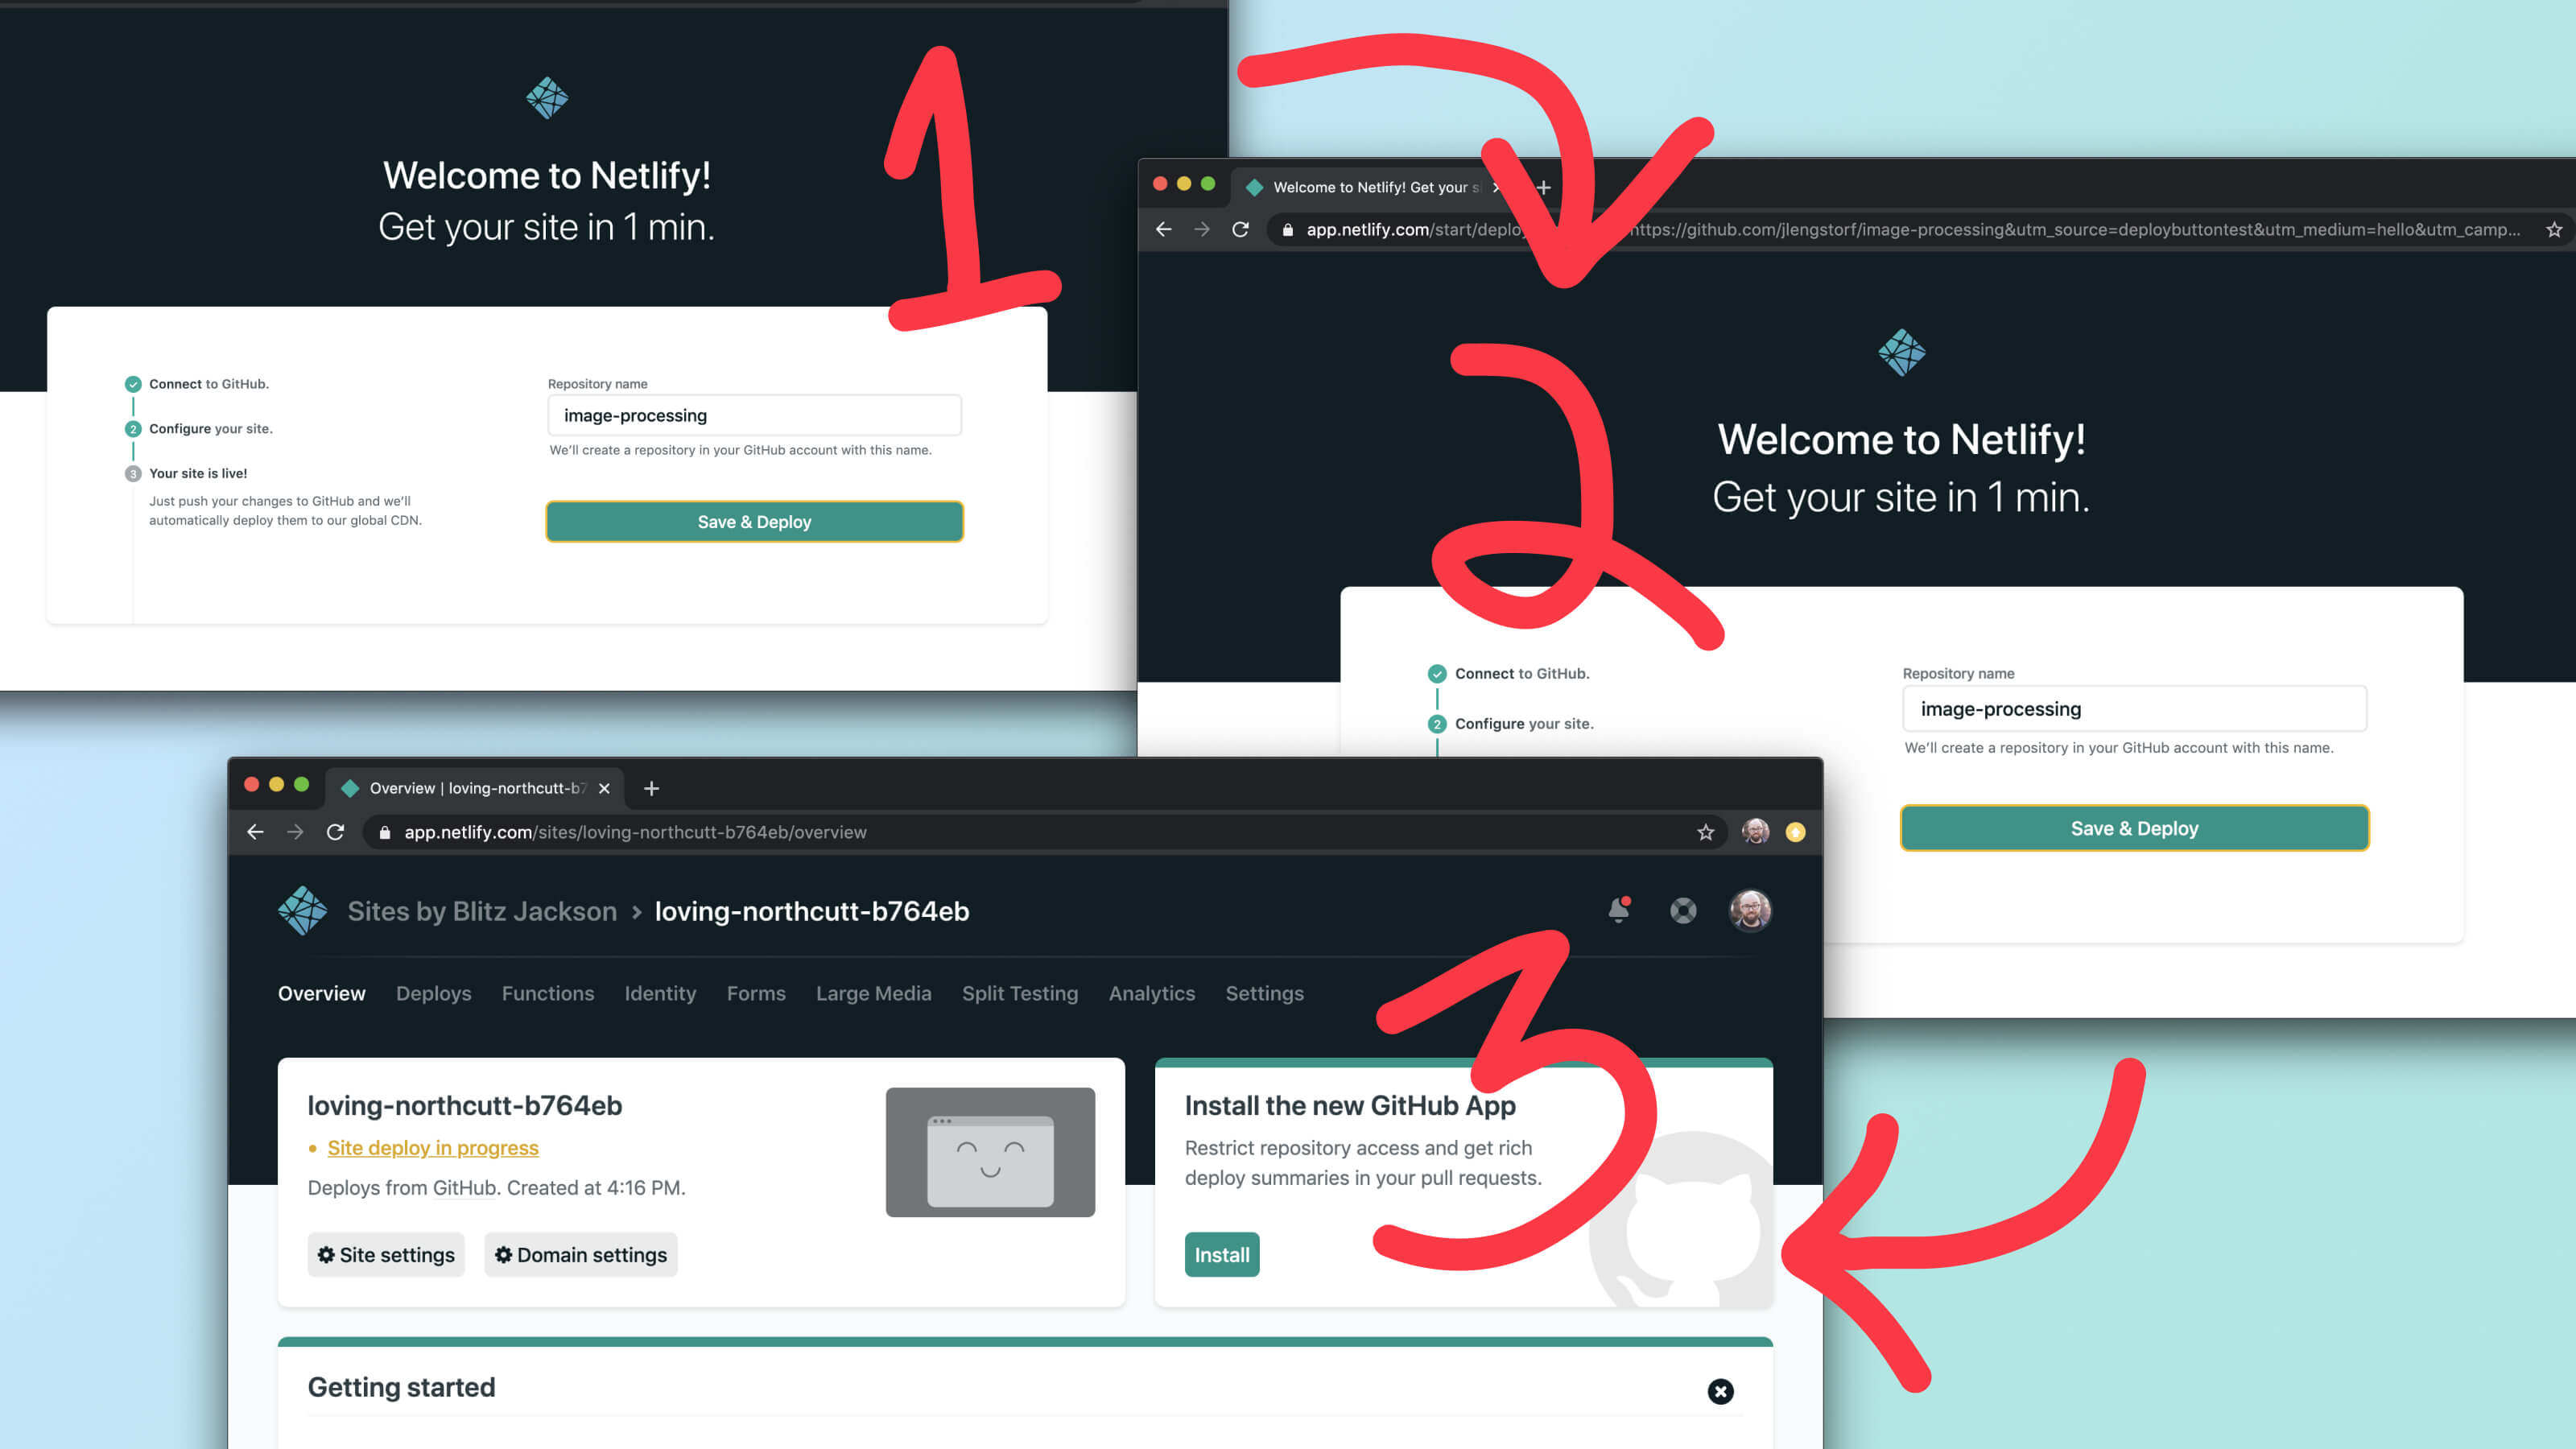 1
Welcome to Netlify!
Get your site in 1 min.
Connect to GitHub.
2 Configure your site.
3 Your site is live!
Just push your changes to GitHub and we'll
automatically deploy them to our global CDN.
Repository name
image-processing
We'll create a repository in your GitHub account with this name.
Save & Deploy
2
Welcome to Netlify! Get your s
app.netlify.com/start/deplo
https://github.com/jlengstorf/image-processing&utm_source=deploybuttontest&utm_medium=hello&utm_camp...
Welcome to Netlify!
Get your site in 1 min.
Connect to GitHub.
2 Configure your site.
Repository name
image-processing
We'll create a repository in your GitHub account with this name.
Save & Deploy
3
Overview | loving-northcutt-b7
app.netlify.com/sites/loving-northcutt-b764eb/overview
Sites by Blitz Jackson > loving-northcutt-b764eb
Overview Deploys Functions Identity Forms Large Media Split Testing Analytics Settings
loving-northcutt-b764eb
• Site deploy in progress
Deploys from GitHub. Created at 4:16 PM.
Site settings Domain settings
Install the new GitHub App
Restrict repository access and get rich
deploy summaries in your pull requests.
Install
Getting started